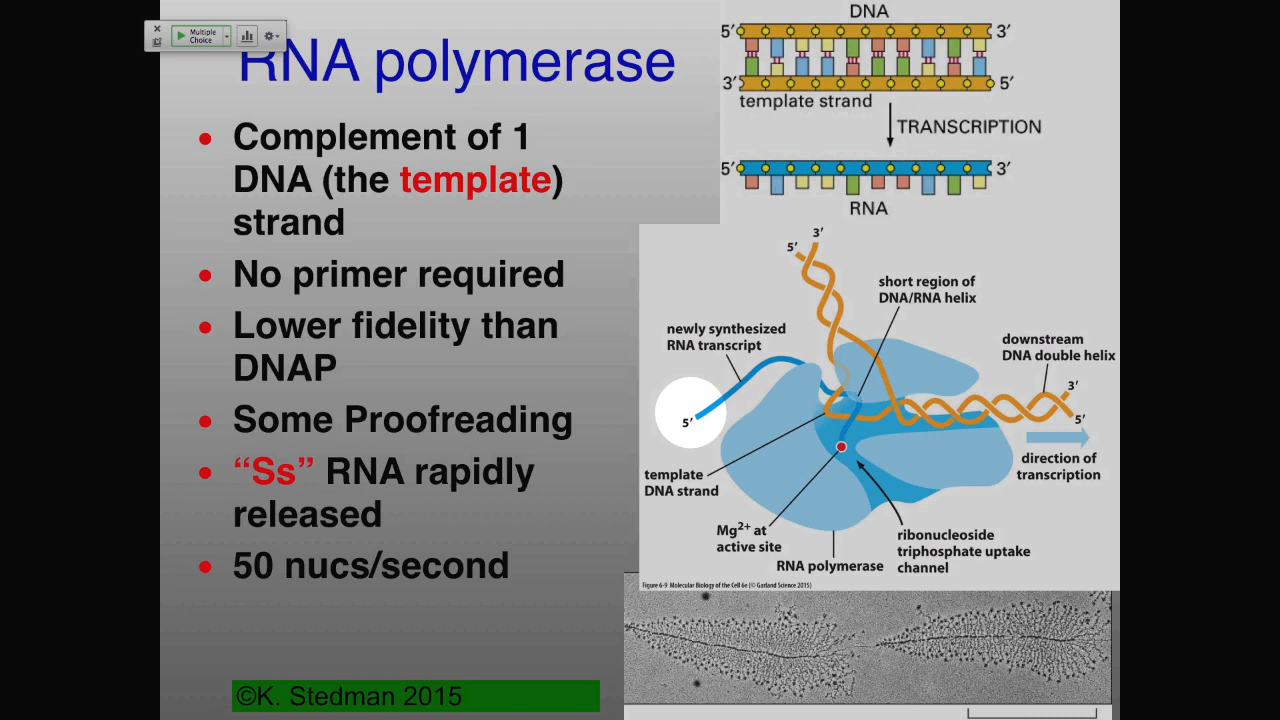 Multiple
Choice
RNA polymerase
• Complement of 1
DNA (the template)
strand
• No primer required
• Lower fidelity than
DNAP
• Some Proofreading
• “Ss” RNA rapidly
released
• 50 nucs/second
©K. Stedman 2015
DNA
5’ 3’
3’ 5’
template strand
TRANSCRIPTION
5’ 3’
RNA
3’
5’
short region of
DNA/RNA helix
newly synthesized
RNA transcript
downstream
DNA double helix
3’
5’
5’
direction of
transcription
template
DNA strand
Mg2+ at
active site
RNA polymerase
ribonucleoside
triphosphate uptake
channel
Figure 6-9 Molecular Biology of the Cell 6e (© Garland Science 2015)